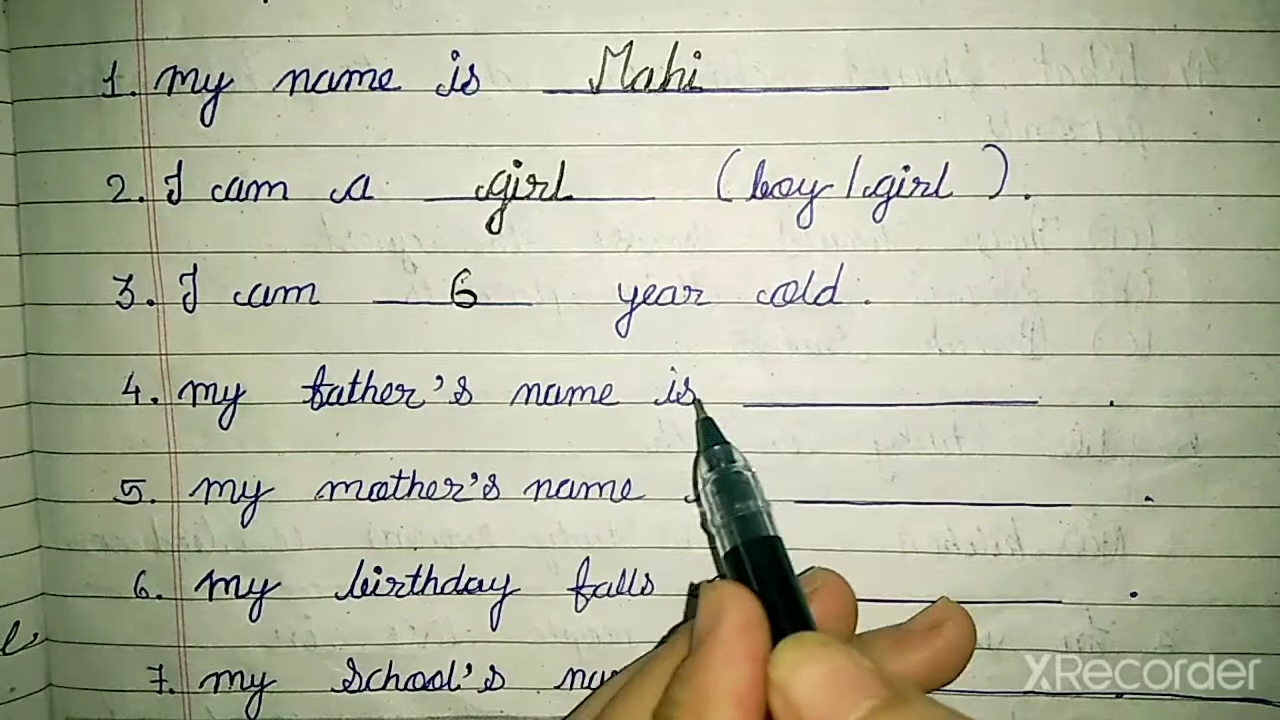 1. My name is Mahi
2. I am a girl (boy/girl).
3. I am 6 year old.
4. my father's name is .
5. my mother's name .
6. my birthday falls .
7. my school's
XRecorder